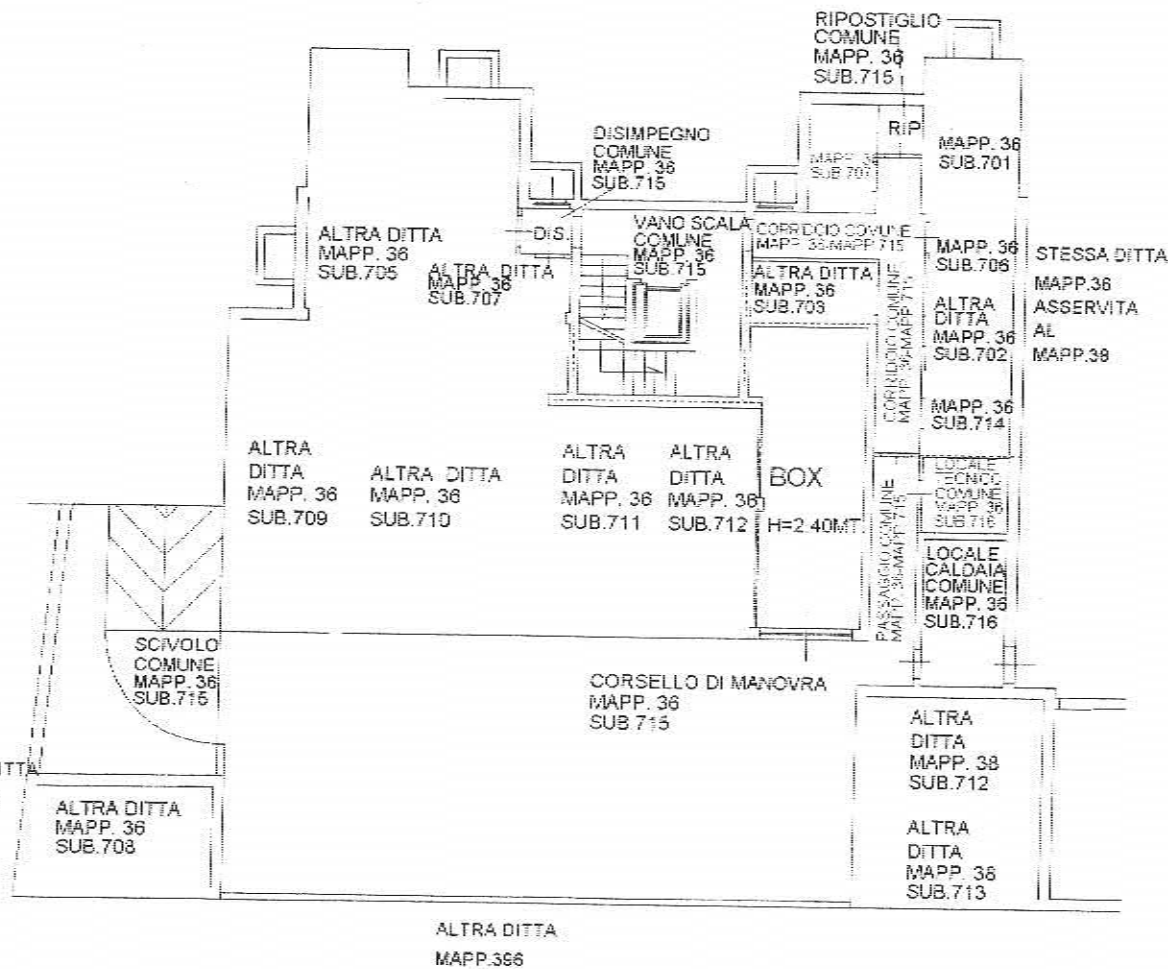 RIPOSTIGLIO
COMUNE
MAPP. 36
SUB.715
RIP
MAPP. 36
SUB.701
DISIMPEGNO
COMUNE
MAPP. 36
SUB.715
MAPP. 36
SUB.707
ALTRA DITTA
MAPP. 36
SUB.705
DIS.
VANO SCALA
COMUNE
MAPP. 36
SUB.715
CORRIDOIO COMUNE
MAPP. 36-MAPP.715
MAPP. 36
SUB.706
STESSA DITTA
MAPP.36
ASSERVITA
AL
MAPP.38
ALTRA DITTA
MAPP. 36
SUB.707
ALTRA DITTA
MAPP. 36
SUB.703
CORRIDOIO COMUNE
MAPP. 36-MAPP.715
ALTRA
DITTA
MAPP. 36
SUB.702
MAPP. 36
SUB.714
ALTRA
DITTA
MAPP. 36
SUB.709
ALTRA DITTA
MAPP. 36
SUB.710
ALTRA
DITTA
MAPP. 36
SUB.711
ALTRA
DITTA
MAPP. 36
SUB.712
BOX
H=2.40MT.
PASSAGGIO COMUNE
MAPP. 36-MAPP.715
LOCALE
TECNICO
COMUNE
MAPP. 36
SUB.716
LOCALE
CALDAIA
COMUNE
MAPP. 36
SUB.716
SCIVOLO
COMUNE
MAPP. 36
SUB.715
CORSELLO DI MANOVRA
MAPP. 36
SUB.715
ALTRA
DITTA
MAPP. 38
SUB.712
ALTRA DITTA
MAPP. 36
SUB.708
ALTRA
DITTA
MAPP. 38
SUB.713
ALTRA DITTA
MAPP.396